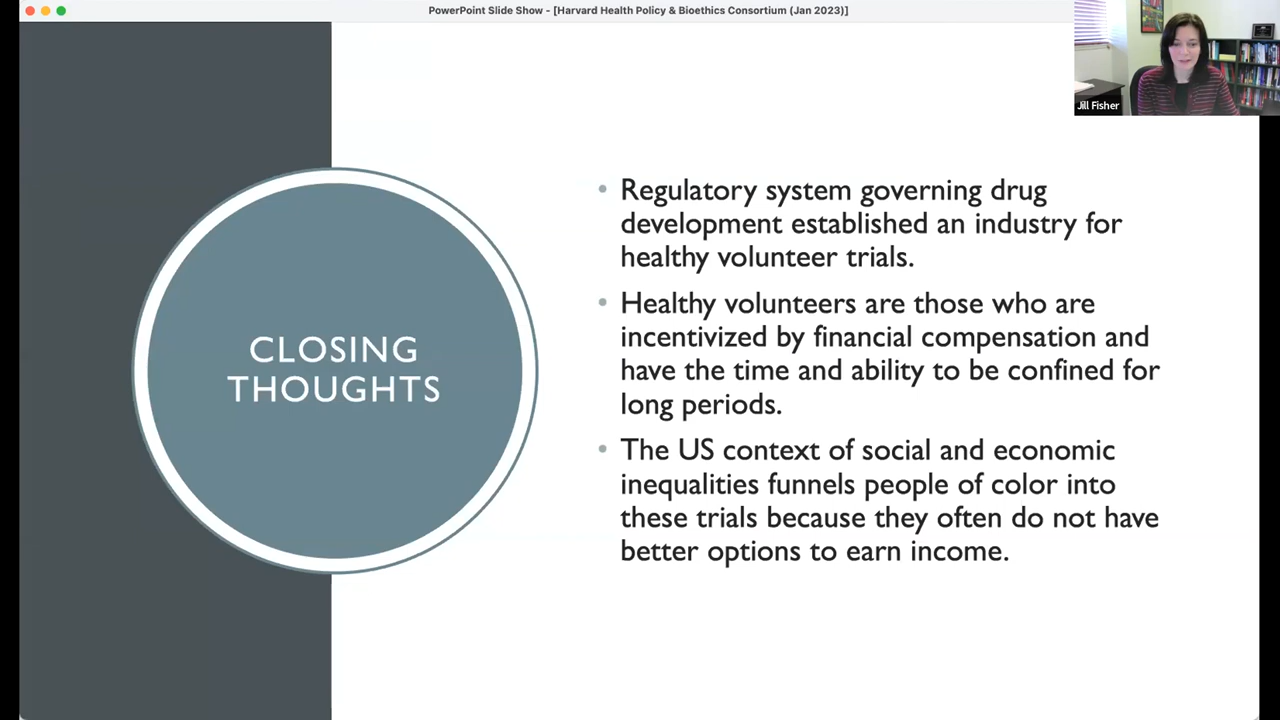 PowerPoint Slide Show - [Harvard Health Policy & Bioethics Consortium (Jan 2023)]
Jill Fisher
CLOSING
THOUGHTS
• Regulatory system governing drug
development established an industry for
healthy volunteer trials.
• Healthy volunteers are those who are
incentivized by financial compensation and
have the time and ability to be confined for
long periods.
• The US context of social and economic
inequalities funnels people of color into
these trials because they often do not have
better options to earn income.